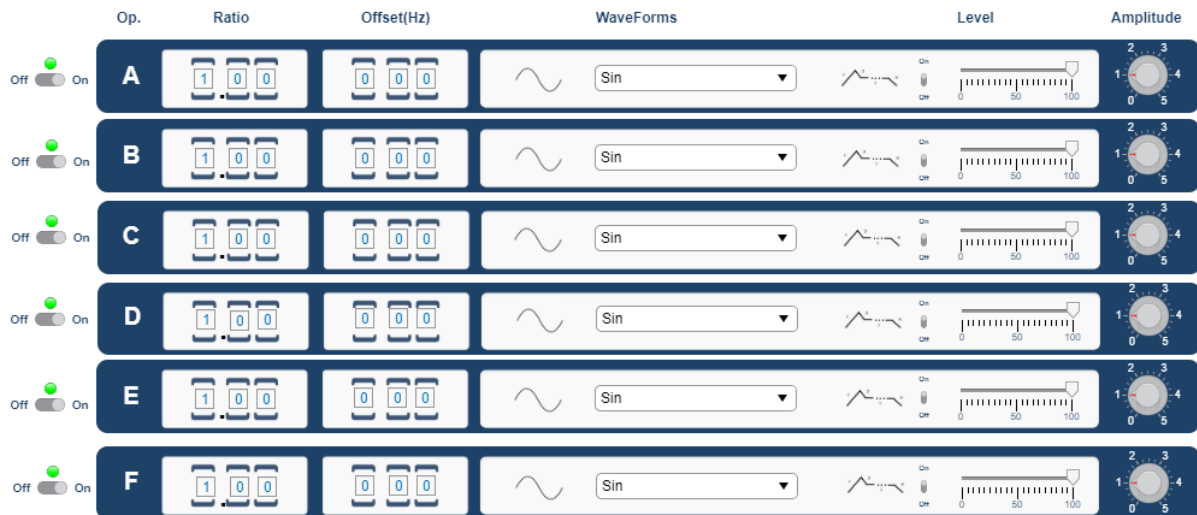 Op. Ratio Offset(Hz) WaveForms Level Amplitude
Off On A 1.00 000 Sin On Off 0 50 100 0 1 2 3 4 5
Off On B 1.00 000 Sin On Off 0 50 100 0 1 2 3 4 5
Off On C 1.00 000 Sin On Off 0 50 100 0 1 2 3 4 5
Off On D 1.00 000 Sin On Off 0 50 100 0 1 2 3 4 5
Off On E 1.00 000 Sin On Off 0 50 100 0 1 2 3 4 5
Off On F 1.00 000 Sin On Off 0 50 100 0 1 2 3 4 5